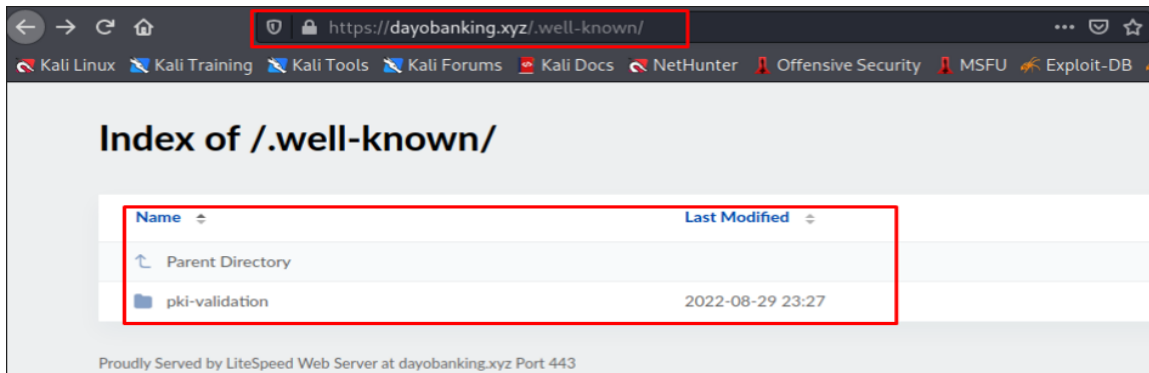 https://dayobanking.xyz/.well-known/
Kali Linux Kali Training Kali Tools Kali Forums Kali Docs NetHunter Offensive Security MSFU Exploit-DB
Index of /.well-known/
Name Last Modified
Parent Directory
pki-validation 2022-08-29 23:27
Proudly Served by LiteSpeed Web Server at dayobanking.xyz Port 443